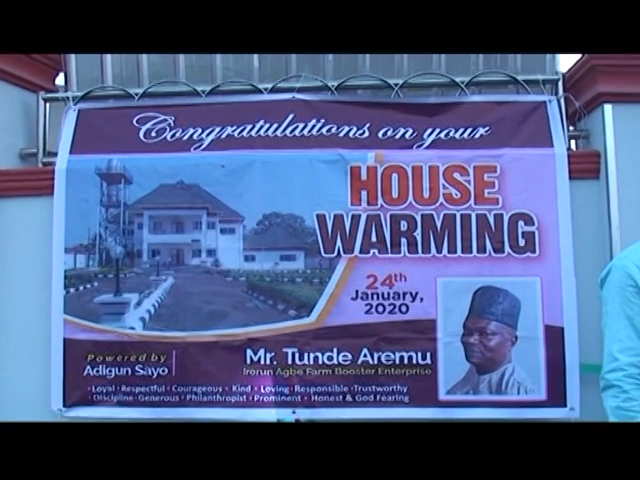 Congratulations on your
HOUSE
WARMING
24th
January,
2020
Mr. Tunde Aremu
Irorun Agbe Farm Booster Enterprise
Powered by
Adigun Sayo
• Loyal • Respectful • Courageous • Kind • Loving • Responsible • Trustworthy
• Discipline • Generous • Philanthropist • Prominent • Honest & God Fearing